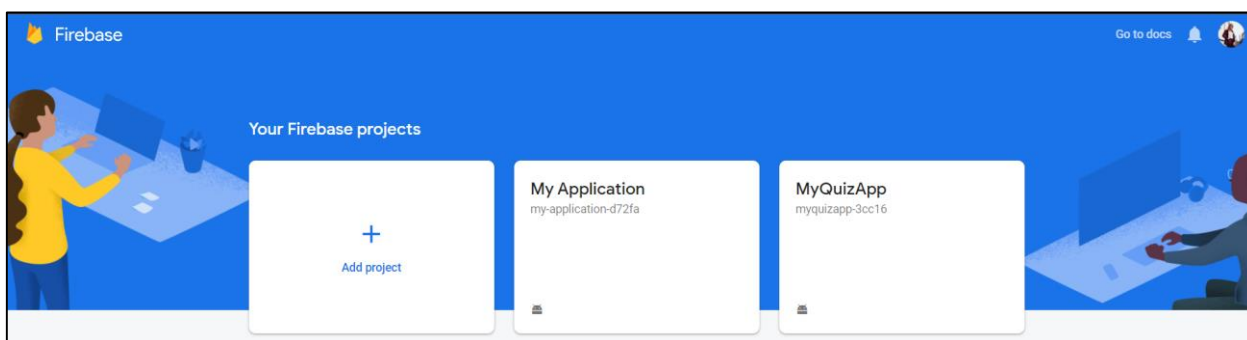 Firebase
Go to docs
Your Firebase projects
Add project
My Application
my-application-d72fa
MyQuizApp
myquizapp-3cc16